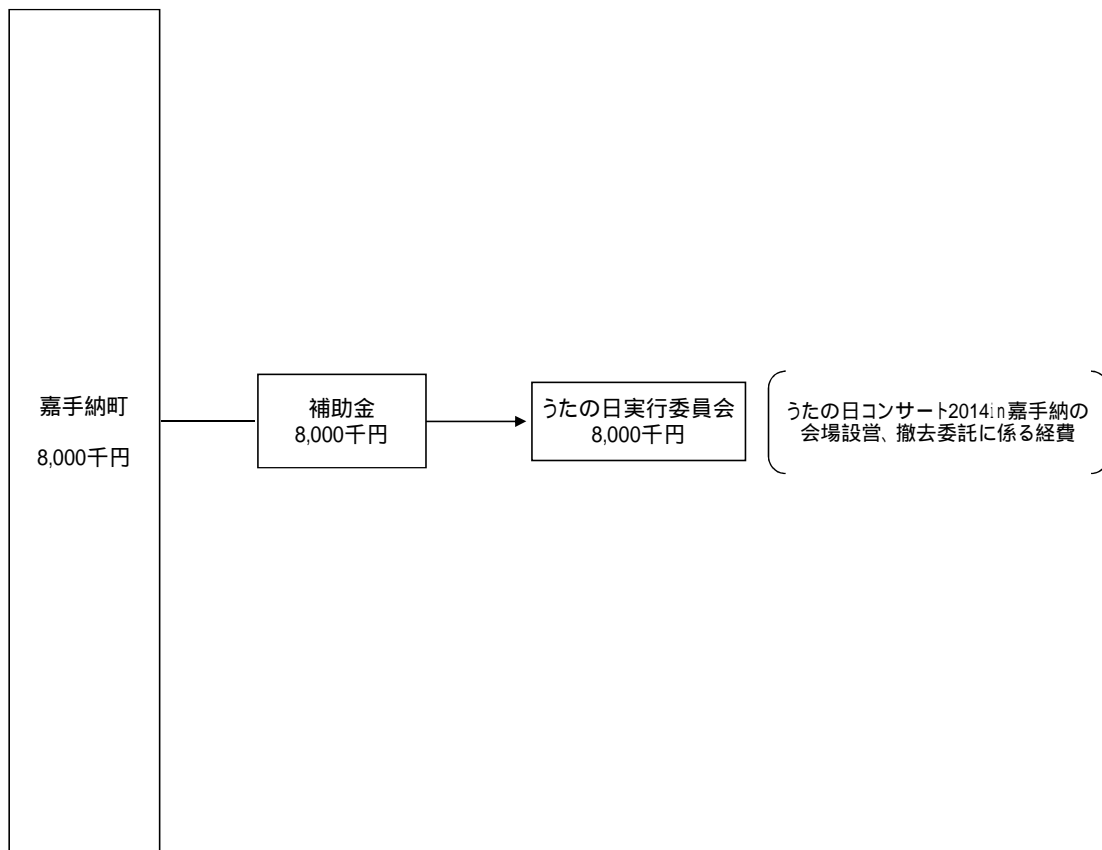 嘉手納町
8,000千円
補助金
8,000千円
うたの日実行委員会
8,000千円
うたの日コンサート2014in嘉手納の
会場設営、撤去委託に係る経費